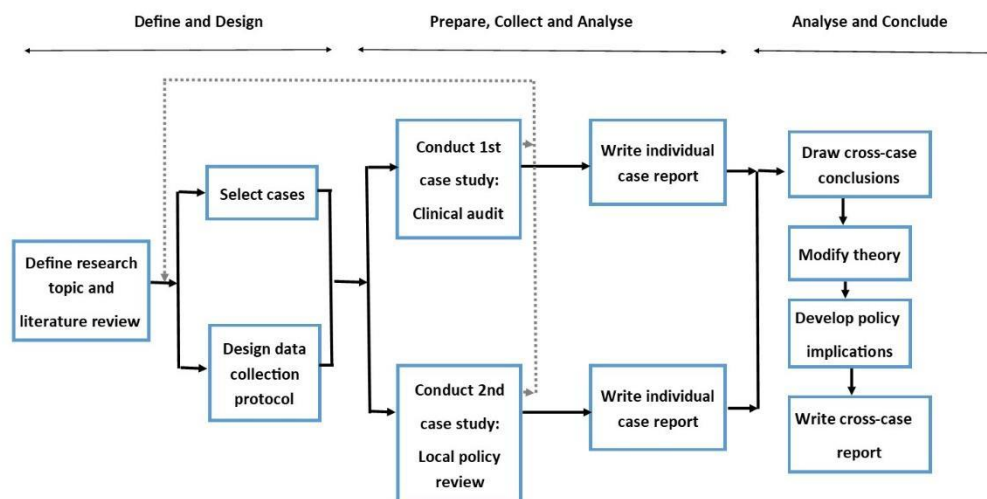 Define and Design
Prepare, Collect and Analyse
Analyse and Conclude
Define research
topic and
literature review
Select cases
Design data
collection
protocol
Conduct 1st
case study:
Clinical audit
Conduct 2nd
case study:
Local policy
review
Write individual
case report
Write individual
case report
Draw cross-case
conclusions
Modify theory
Develop policy
implications
Write cross-case
report